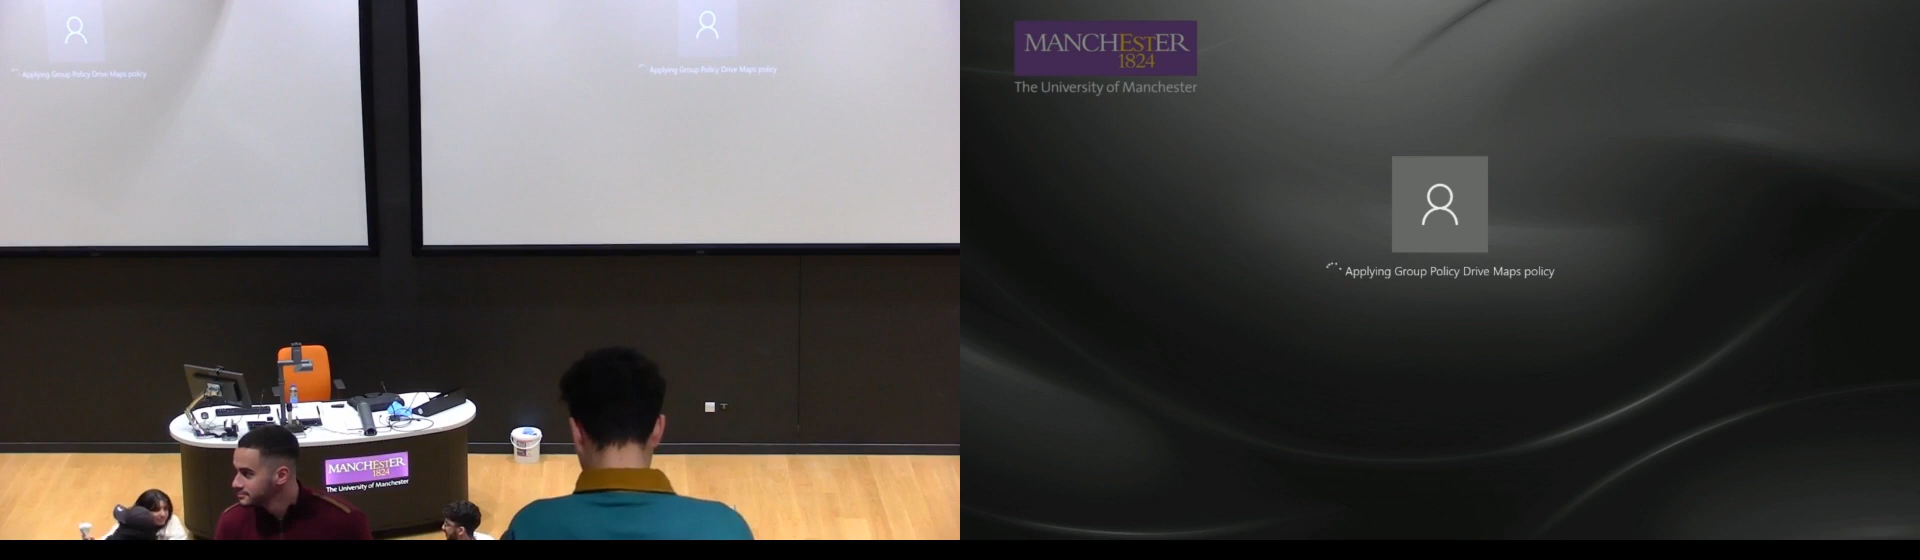 Applying Group Policy Drive Maps policy
Applying Group Policy Drive Maps policy
MANCHESTER
1824
The University of Manchester
MANCHESTER
1824
The University of Manchester
Applying Group Policy Drive Maps policy